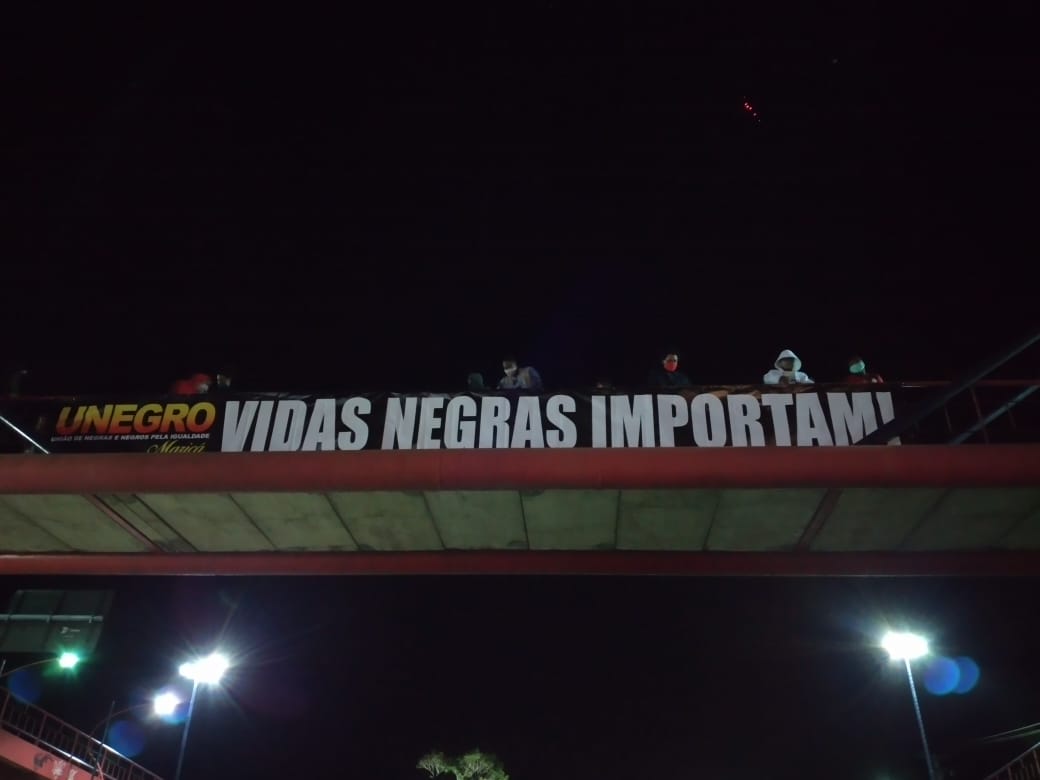 UNEGRO
UNIÃO DE NEGRAS E NEGROS PELA IGUALDADE
Maricá
VIDAS NEGRAS IMPORTAM!